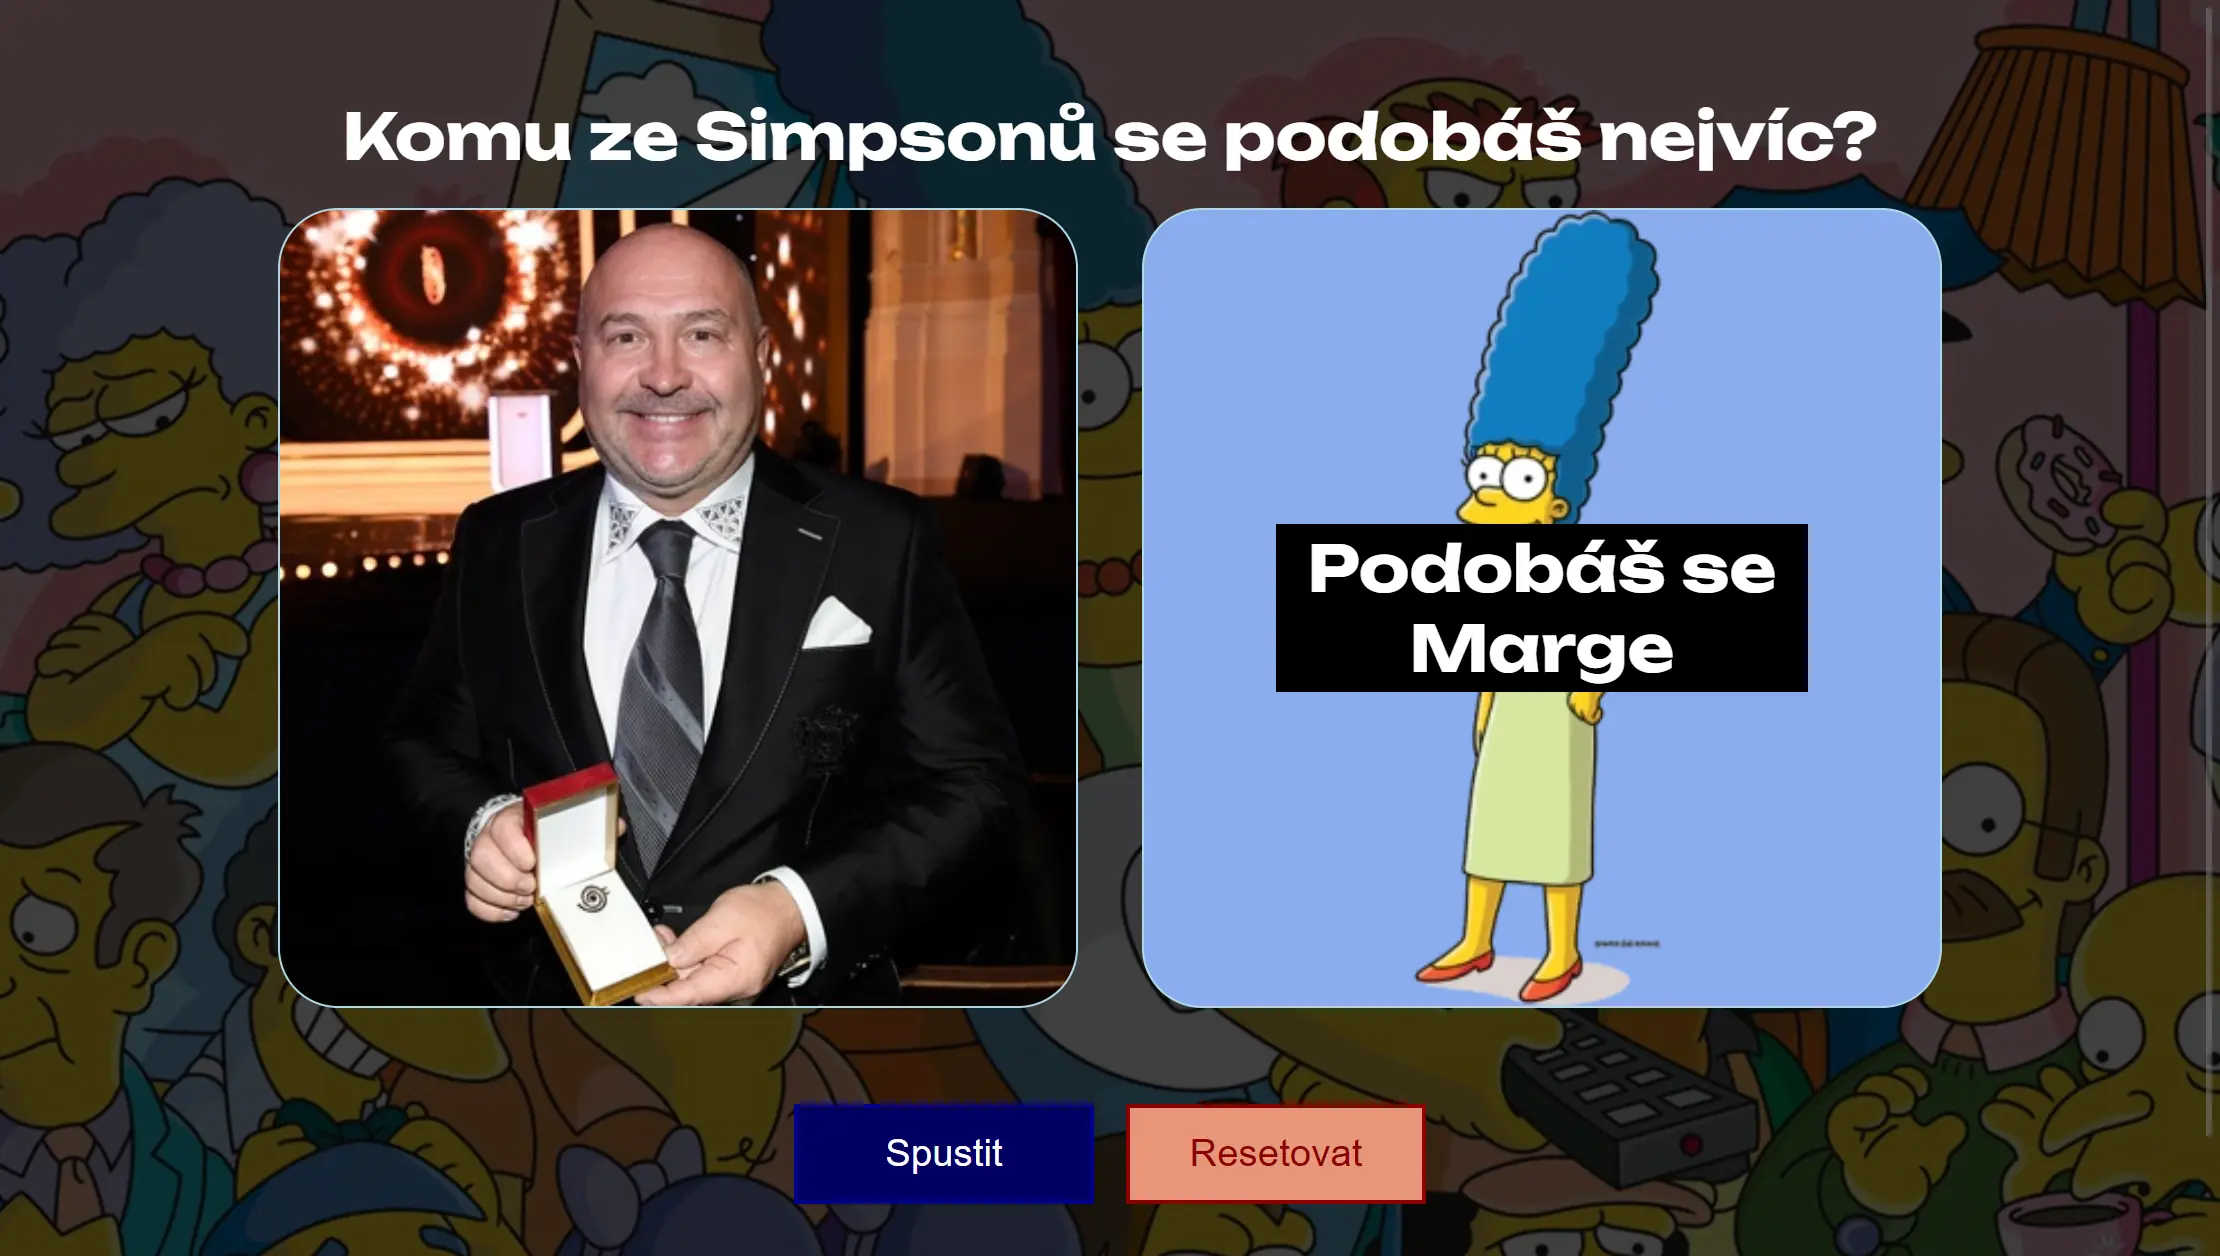 Komu ze Simpsonů se podobáš nejvíc?
Podobáš se
Marge
Spustit
Resetovat